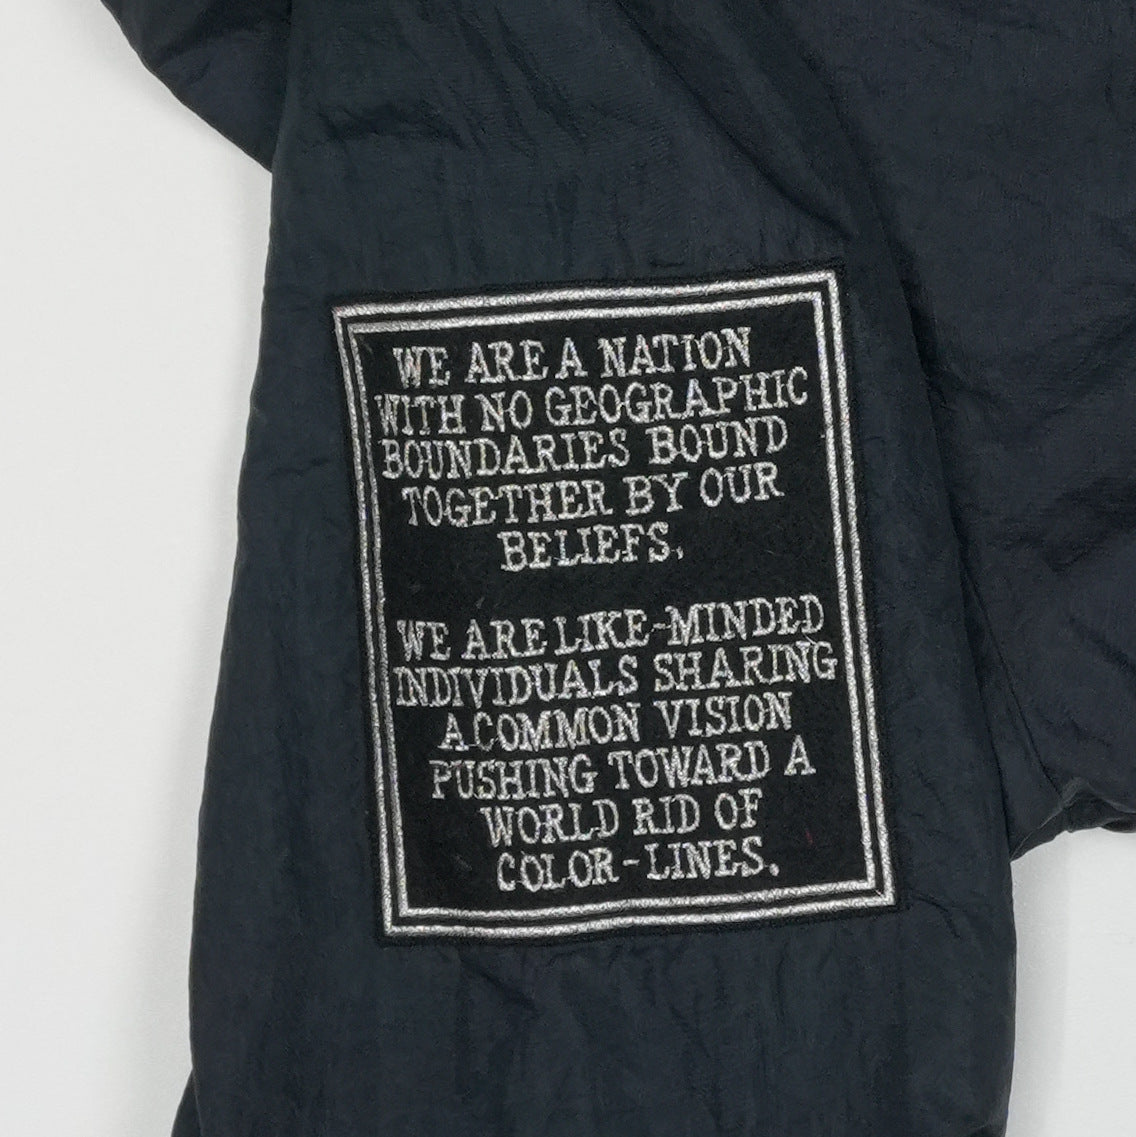 WE ARE A NATION
WITH NO GEOGRAPHIC
BOUNDARIES BOUND
TOGETHER BY OUR
BELIEFS.
WE ARE LIKE-MINDED
INDIVIDUALS SHARING
A COMMON VISION
PUSHING TOWARD A
WORLD RID OF
COLOR-LINES.